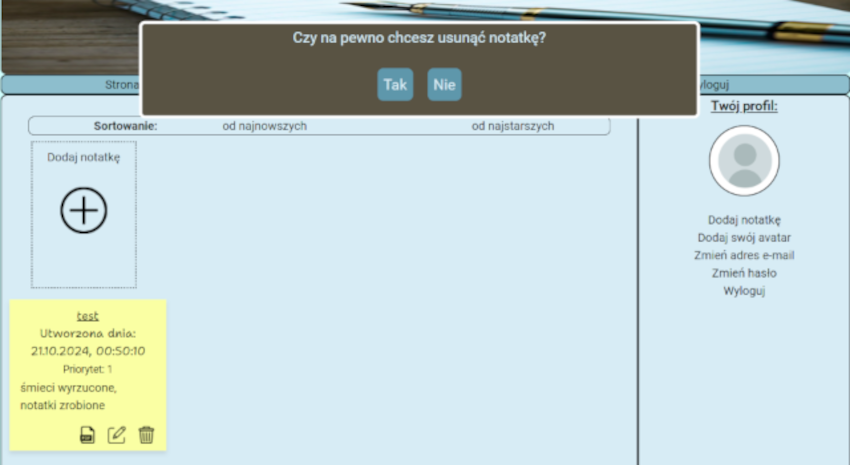 Czy na pewno chcesz usunąć notatkę?
Tak Nie
Strona
yloguj
Twój profil:
Sortowanie: od najnowszych od najstarszych
Dodaj notatkę
Dodaj notatkę
Dodaj swój avatar
Zmień adres e-mail
Zmień hasło
Wyloguj
test
Utworzona dnia:
21.10.2024, 00:50:10
Priorytet: 1
śmieci wyrzucone,
notatki zrobione
PDF